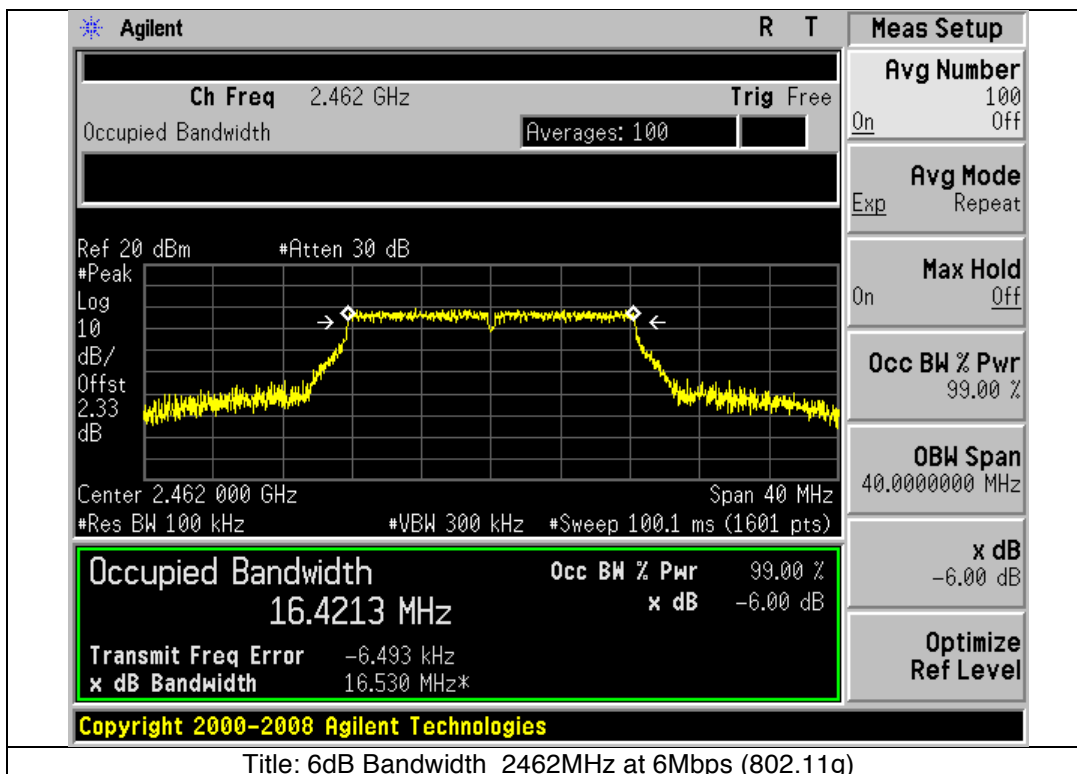 Agilent R T
Meas Setup
Ch Freq 2.462 GHz Trig Free
Occupied Bandwidth Averages: 100
Ref 20 dBm #Atten 30 dB
#Peak
Log
10
dB/
Offst
2.33
dB
Center 2.462 000 GHz Span 40 MHz
#Res BW 100 kHz #VBW 300 kHz #Sweep 100.1 ms (1601 pts)
Occupied Bandwidth Occ BW % Pwr 99.00 %
16.4213 MHz x dB -6.00 dB
Transmit Freq Error -6.493 kHz
x dB Bandwidth 16.530 MHz*
Avg Number
100
On Off
Avg Mode
Exp Repeat
Max Hold
On Off
Occ BW % Pwr
99.00 %
OBW Span
40.0000000 MHz
x dB
-6.00 dB
Optimize
Ref Level
Copyright 2000-2008 Agilent Technologies
Title: 6dB Bandwidth 2462MHz at 6Mbps (802.11g)